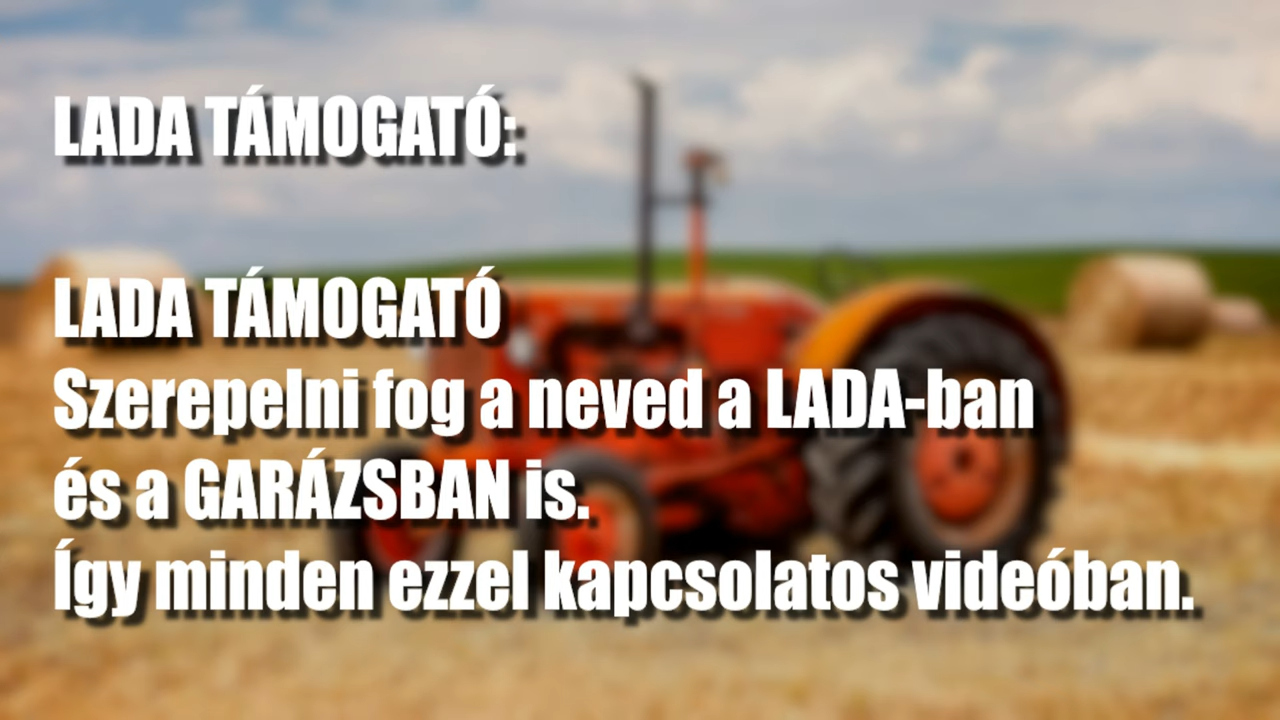 LADA TÁMOGATÓ:
LADA TÁMOGATÓ
Szerepelni fog a neved a LADA-ban
és a GARÁZSBAN is.
Így minden ezzel kapcsolatos videóban.